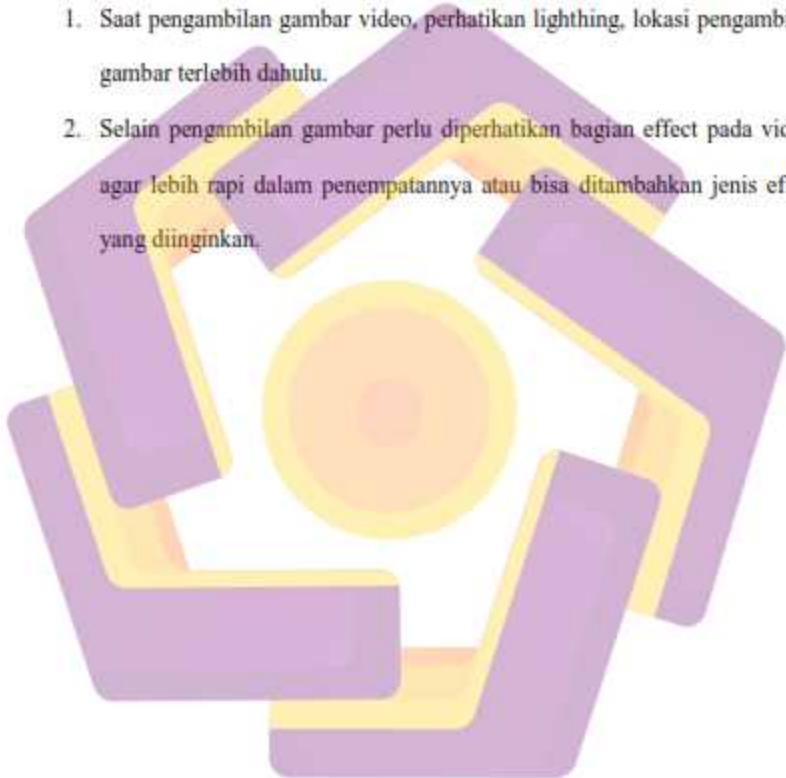 1. Saat pengambilan gambar video, perhatikan lighthing, lokasi pengambi
gambar terlebih dahulu.
2. Selain pengambilan gambar perlu diperhatikan bagian effect pada vid
agar lebih rapi dalam penempatannya atau bisa ditambahkan jenis ef
yang diinginkan.